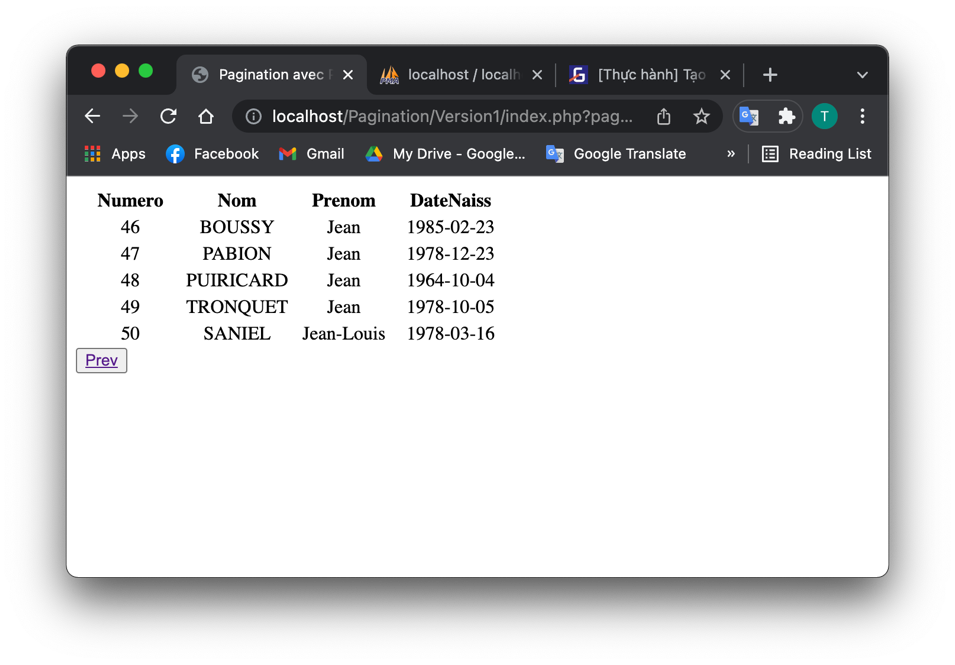 Pagination avec localhost / localh [Thực hành] Tạo
localhost/Pagination/Version1/index.php?pag... T
Apps Facebook Gmail My Drive - Google... Google Translate » Reading List
Numero Nom Prenom DateNaiss
46 BOUSSY Jean 1985-02-23
47 PABION Jean 1978-12-23
48 PUIRICARD Jean 1964-10-04
49 TRONQUET Jean 1978-10-05
50 SANIEL Jean-Louis 1978-03-16
Prev